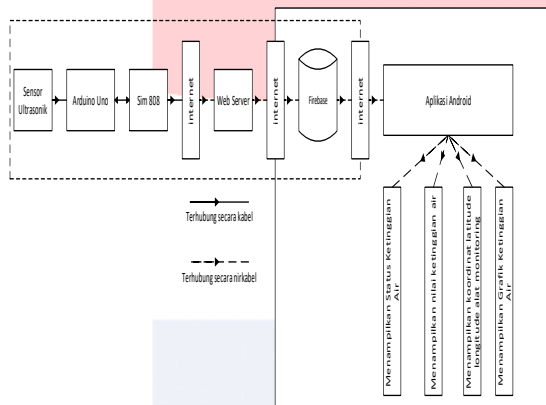 Sensor
Ultrasonik
Arduino Uno
Sim 808
internet
Web Server
internet
Firebase
internet
Aplikasi Android
Terhubung secara kabel
Terhubung secara nirkabel
Menampilkan Status Ketinggian
Air
Menampilkan nilai ketinggian air
Menampilkan koordinat latitude
longitude alat monitoring
Menampilkan Grafik Ketinggian
Air